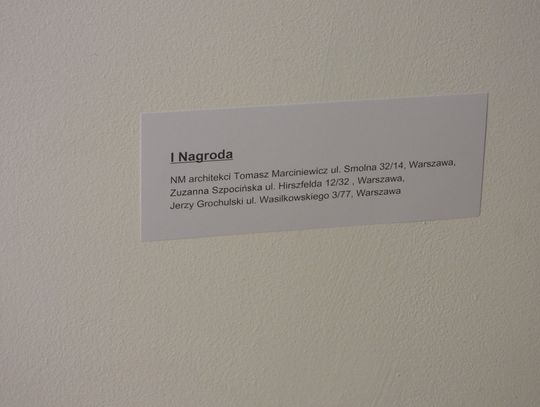 I Nagroda
NM architekci Tomasz Marciniewicz ul. Smolna 32/14, Warszawa,
Zuzanna Szpocińska ul. Hirszfelda 12/32 , Warszawa,
Jerzy Grochulski ul. Wasilkowskiego 3/77, Warszawa